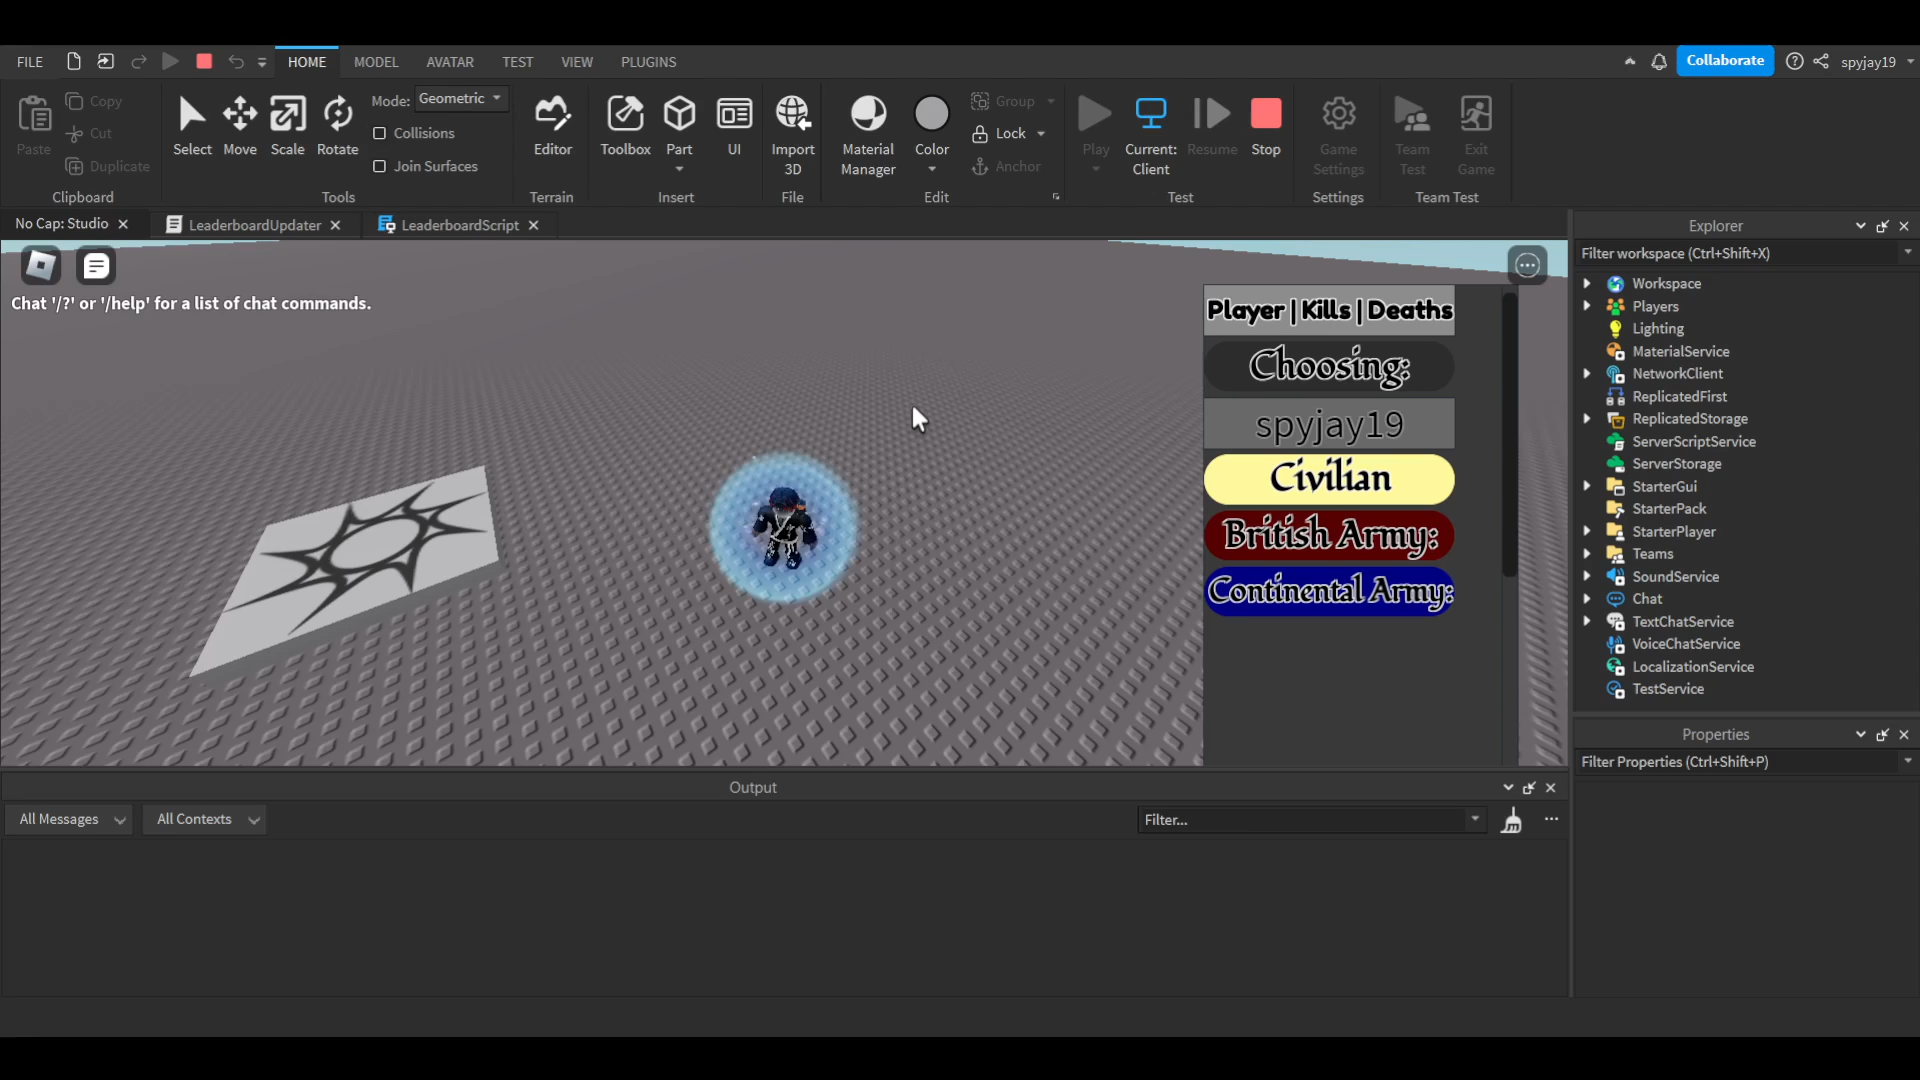 FILE
HOME
MODEL
AVATAR
TEST
VIEW
PLUGINS
Collaborate
spyjay19
Paste
Copy
Cut
Duplicate
Clipboard
Select
Move
Scale
Rotate
Mode: Geometric
Collisions
Join Surfaces
Tools
Editor
Terrain
Toolbox
Part
UI
Insert
Import
3D
File
Material
Manager
Color
Group
Lock
Anchor
Edit
Play
Current:
Client
Resume
Stop
Test
Game
Settings
Settings
Team
Test
Exit
Game
Team Test
No Cap: Studio
LeaderboardUpdater
LeaderboardScript
Chat '/?' or '/help' for a list of chat commands.
Player | Kills | Deaths
Choosing:
spyjay19
Civilian
British Army:
Continental Army:
Explorer
Filter workspace (Ctrl+Shift+X)
Workspace
Players
Lighting
MaterialService
NetworkClient
ReplicatedFirst
ReplicatedStorage
ServerScriptService
ServerStorage
StarterGui
StarterPack
StarterPlayer
Teams
SoundService
Chat
TextChatService
VoiceChatService
LocalizationService
TestService
Properties
Filter Properties (Ctrl+Shift+P)
Output
All Messages
All Contexts
Filter...